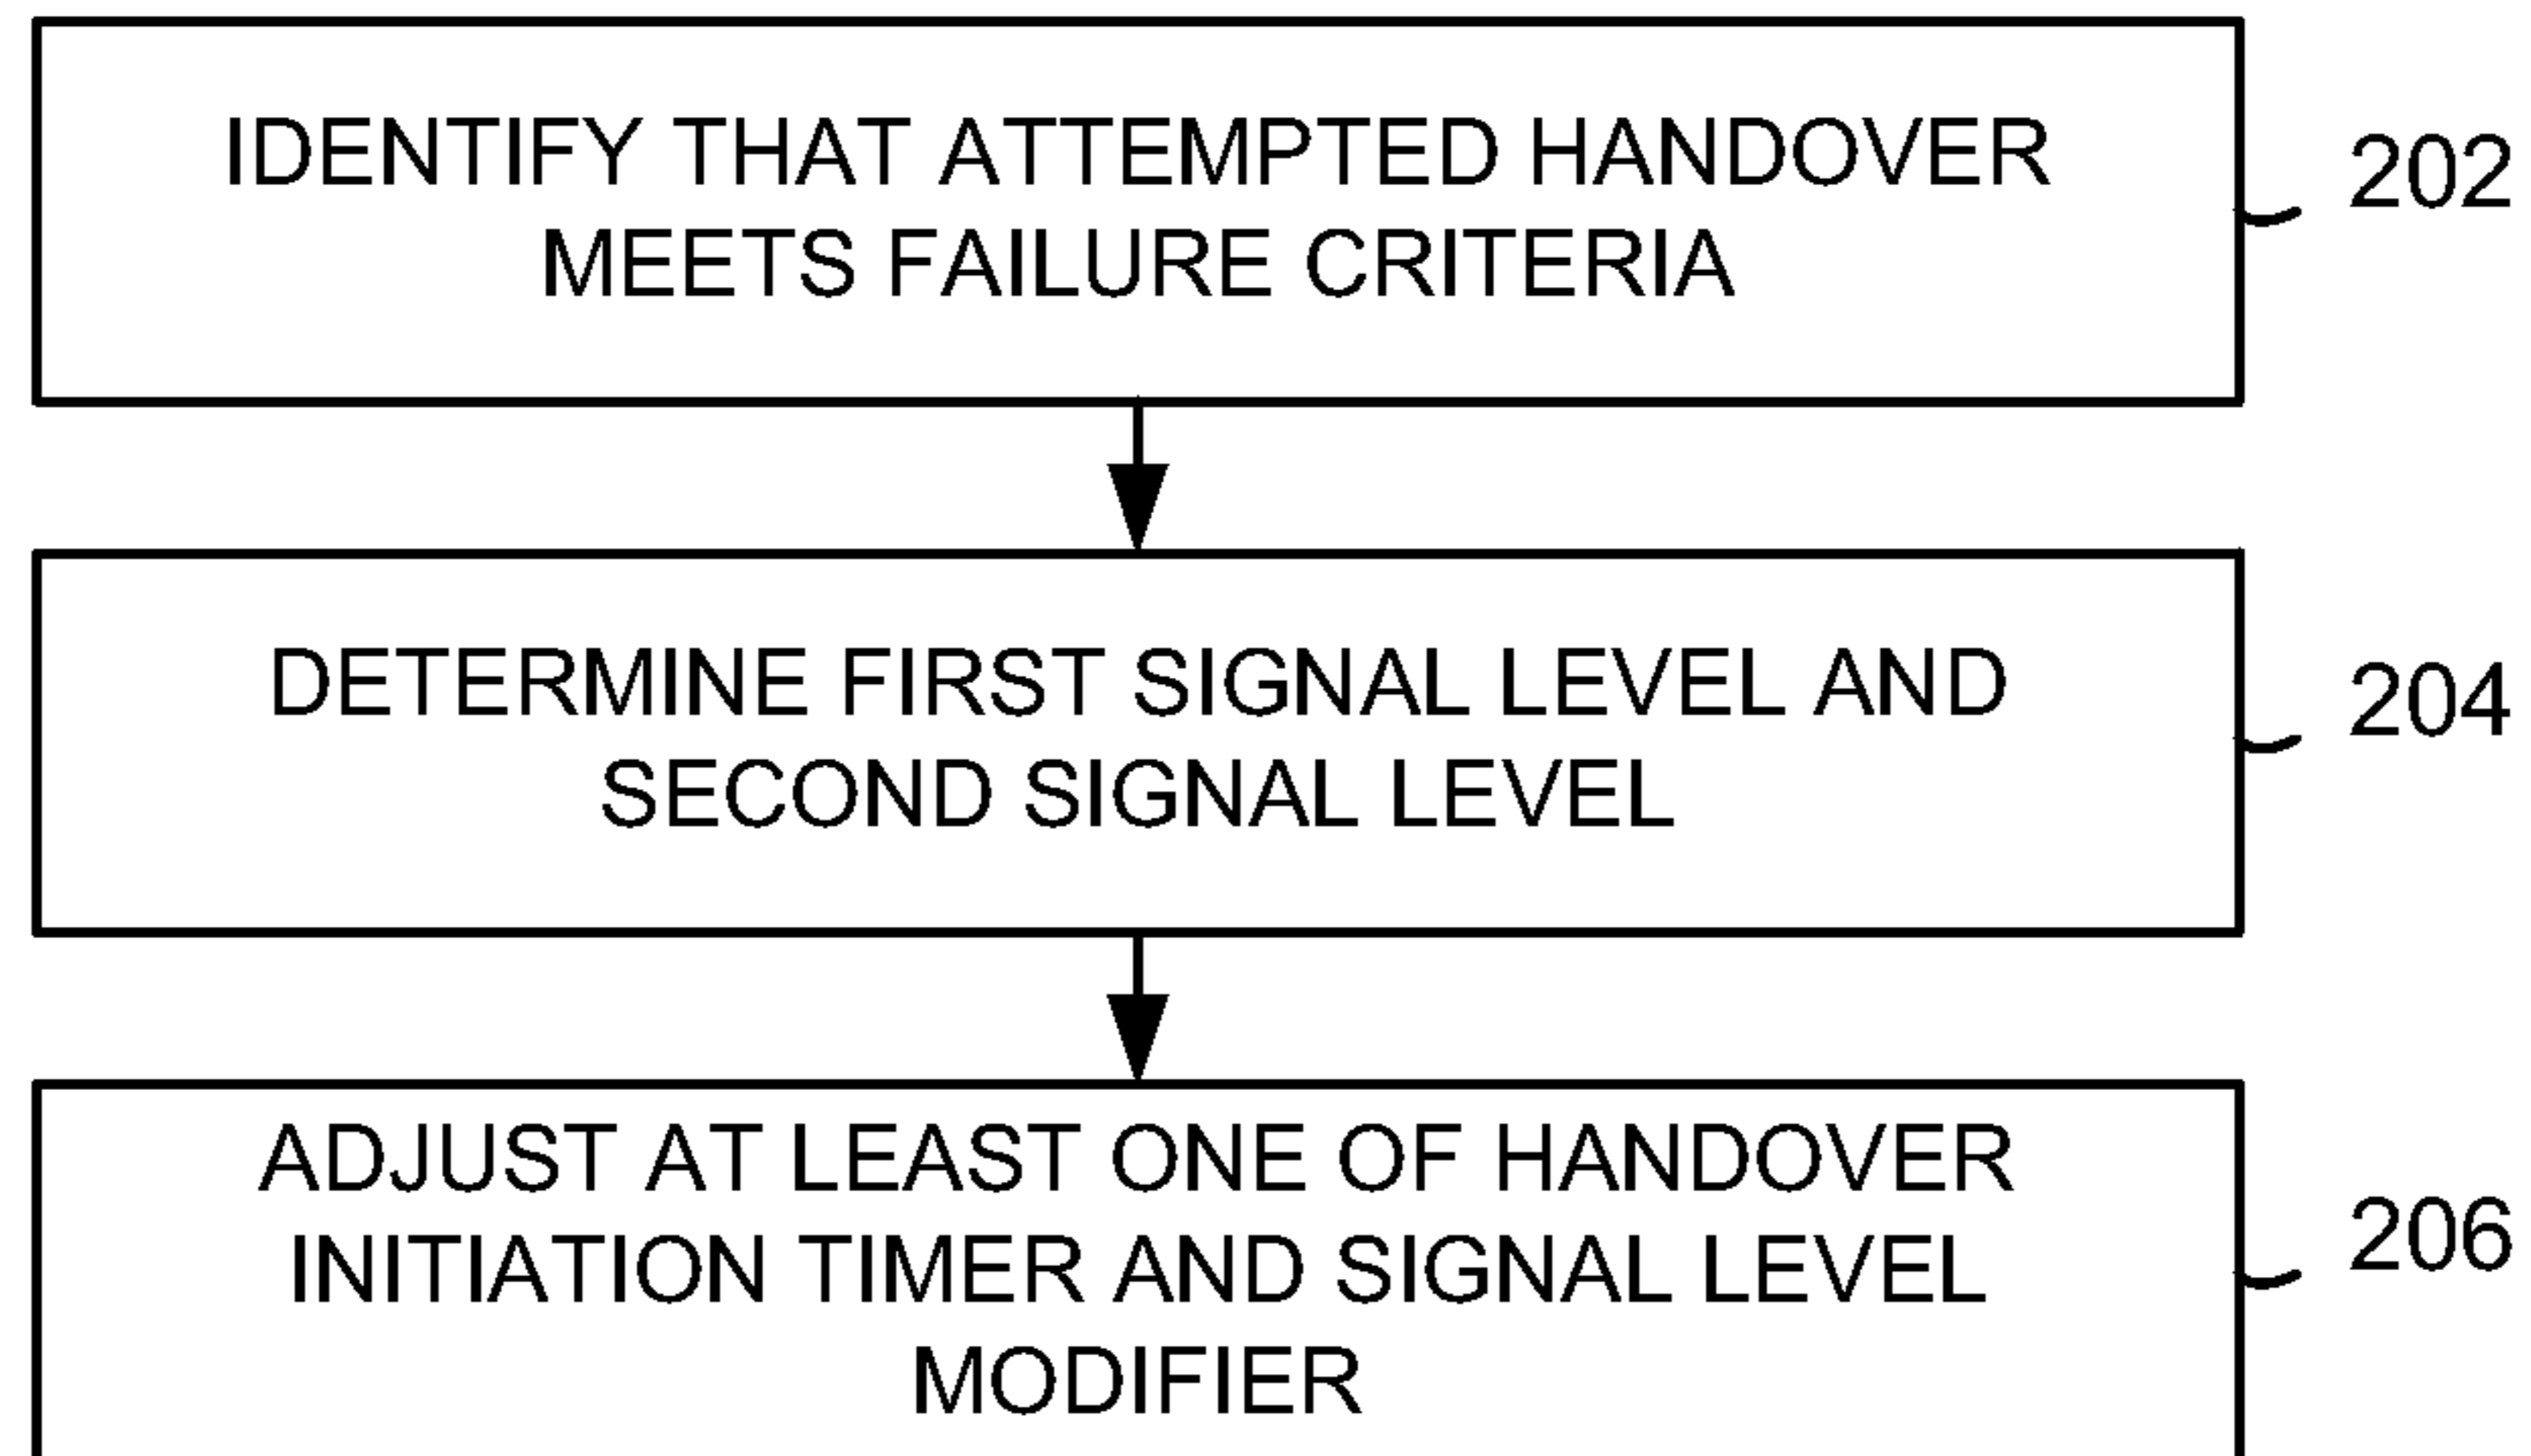 IDENTIFY THAT ATTEMPTED HANDOVER
MEETS FAILURE CRITERIA
202
DETERMINE FIRST SIGNAL LEVEL AND
SECOND SIGNAL LEVEL
204
ADJUST AT LEAST ONE OF HANDOVER
INITIATION TIMER AND SIGNAL LEVEL
MODIFIER
206